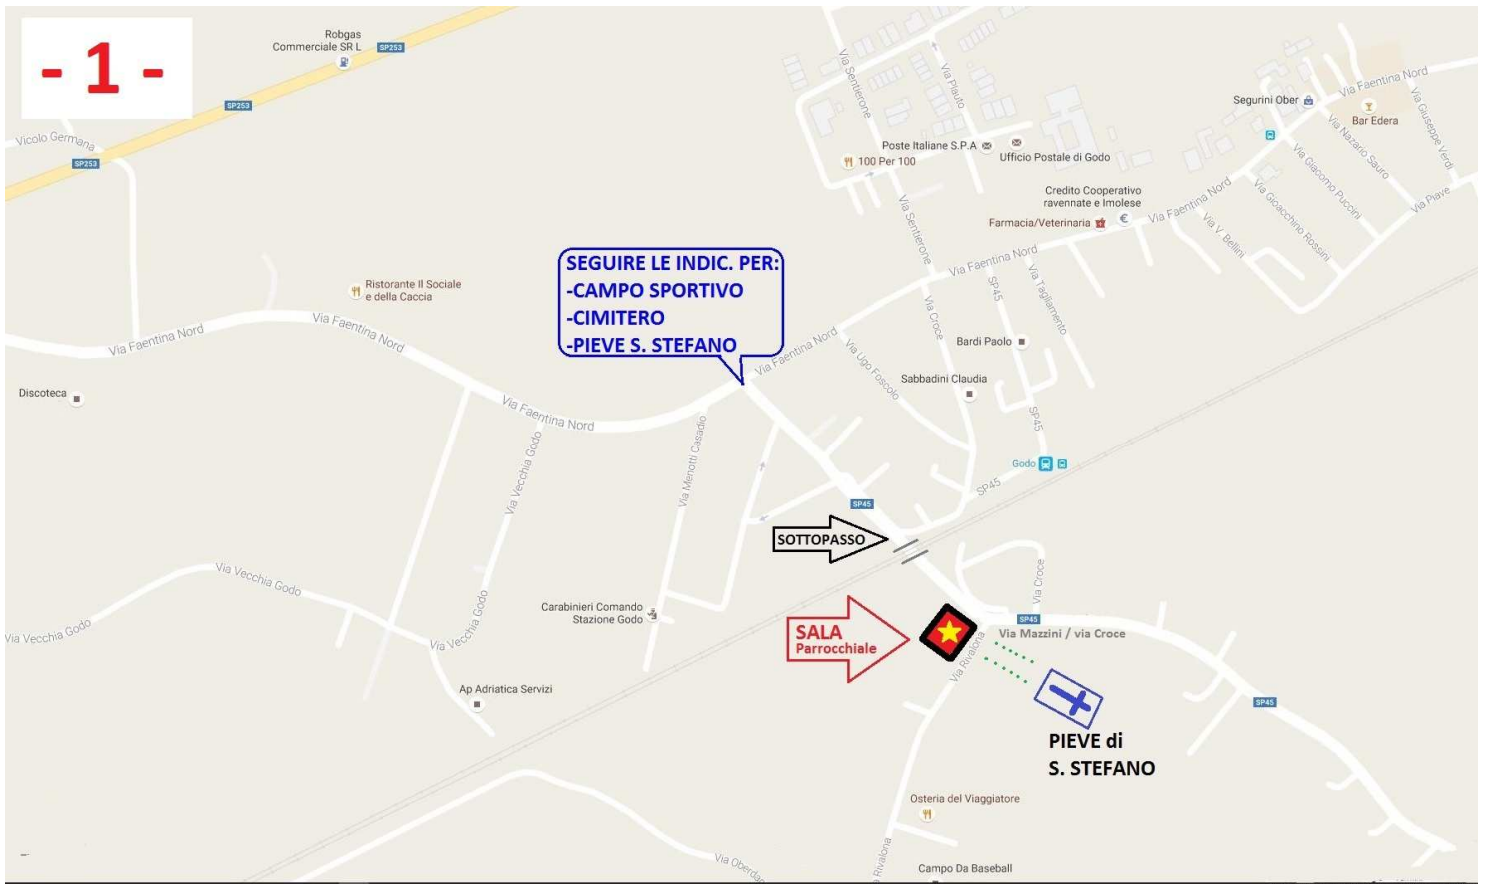 - 1 -
Robgas
Commerciale SR L
SP253
SP253
SP253
Vicolo Germana
Via Sentierone
Via Plauto
Poste Italiane S.P.A
Ufficio Postale di Godo
100 Per 100
Segurini Ober
Via Faentina Nord
Bar Edera
Via Giuseppe Verdi
Via Nazario Sauro
Via Giacomo Puccini
Via Gioacchino Rossini
Via Piave
Via V. Bellini
Credito Cooperativo
ravennate e Imolese
Farmacia/Veterinaria
Via Faentina Nord
Via Sentierone
Via Faentina Nord
SP45
Via Tagliamento
Via Croce
SEGUIRE LE INDIC. PER:
-CAMPO SPORTIVO
-CIMITERO
-PIEVE S. STEFANO
Ristorante Il Sociale
e della Caccia
Via Faentina Nord
Via Faentina Nord
Via Faentina Nord
Via Ugo Foscolo
Bardi Paolo
Sabbadini Claudia
Discoteca
Via Faentina Nord
Via Menotti Casadio
Via Vecchia Godo
SP45
Godo
SP45
SP45
SOTTOPASSO
Via Vecchia Godo
Via Vecchia Godo
Via Vecchia Godo
Via Vecchia Godo
Carabinieri Comando
Stazione Godo
Via Croce
SP45
Via Mazzini / via Croce
SALA
Parrocchiale
Via Rivalona
Ap Adriatica Servizi
SP45
PIEVE di
S. STEFANO
Osteria del Viaggiatore
Via Rivalona
Campo Da Baseball